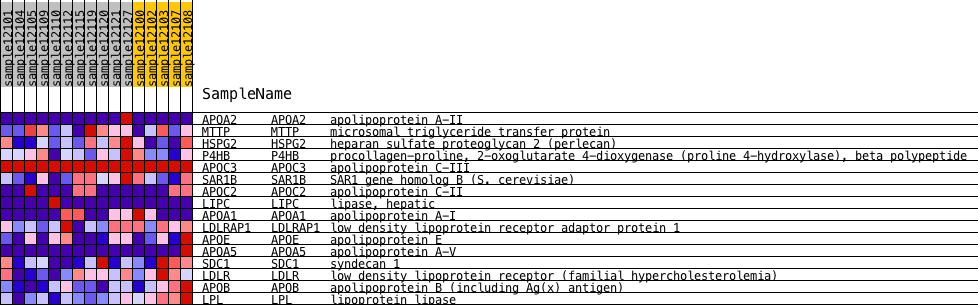 sample12101
sample12104
sample12105
sample12109
sample12110
sample12112
sample12115
sample12119
sample12120
sample12121
sample12127
sample12100
sample12102
sample12103
sample12107
sample12108
SampleName
APOA2 APOA2 apolipoprotein A-II
MTTP MTTP microsomal triglyceride transfer protein
HSPG2 HSPG2 heparan sulfate proteoglycan 2 (perlecan)
P4HB P4HB procollagen-proline, 2-oxoglutarate 4-dioxygenase (proline 4-hydroxylase), beta polypeptide
APOC3 APOC3 apolipoprotein C-III
SAR1B SAR1B SAR1 gene homolog B (S. cerevisiae)
APOC2 APOC2 apolipoprotein C-II
LIPC LIPC lipase, hepatic
APOA1 APOA1 apolipoprotein A-I
LDLRAP1 LDLRAP1 low density lipoprotein receptor adaptor protein 1
APOE APOE apolipoprotein E
APOA5 APOA5 apolipoprotein A-V
SDC1 SDC1 syndecan 1
LDLR LDLR low density lipoprotein receptor (familial hypercholesterolemia)
APOB APOB apolipoprotein B (including Ag(x) antigen)
LPL LPL lipoprotein lipase